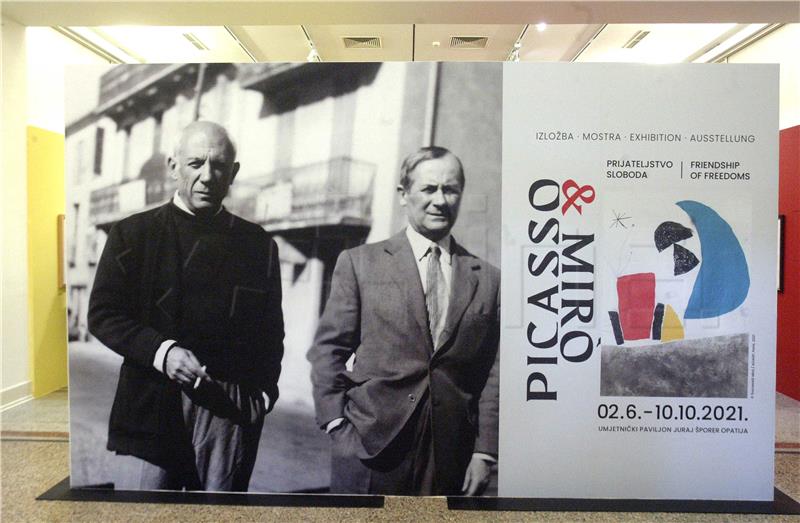 IZLOŽBA · MOSTRA · EXHIBITION · AUSSTELLUNG
PRIJATELJSTVO
SLOBODA
FRIENDSHIP
OF FREEDOMS
PICASSO
& MIRÓ
02.6.-10.10.2021.
UMJETNIČKI PAVILJON JURAJ ŠPORER OPATIJA